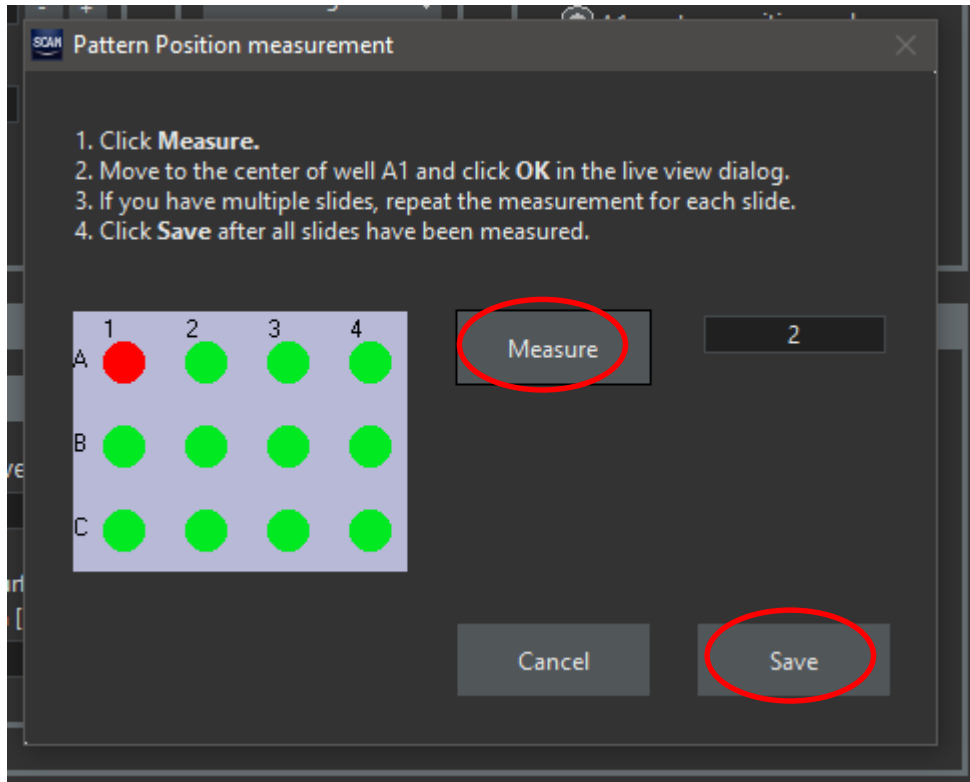 - +
SCAN Pattern Position measurement
1. Click Measure.
2. Move to the center of well A1 and click OK in the live view dialog.
3. If you have multiple slides, repeat the measurement for each slide.
4. Click Save after all slides have been measured.
1 2 3 4
A
B
C
Measure
2
Cancel
Save